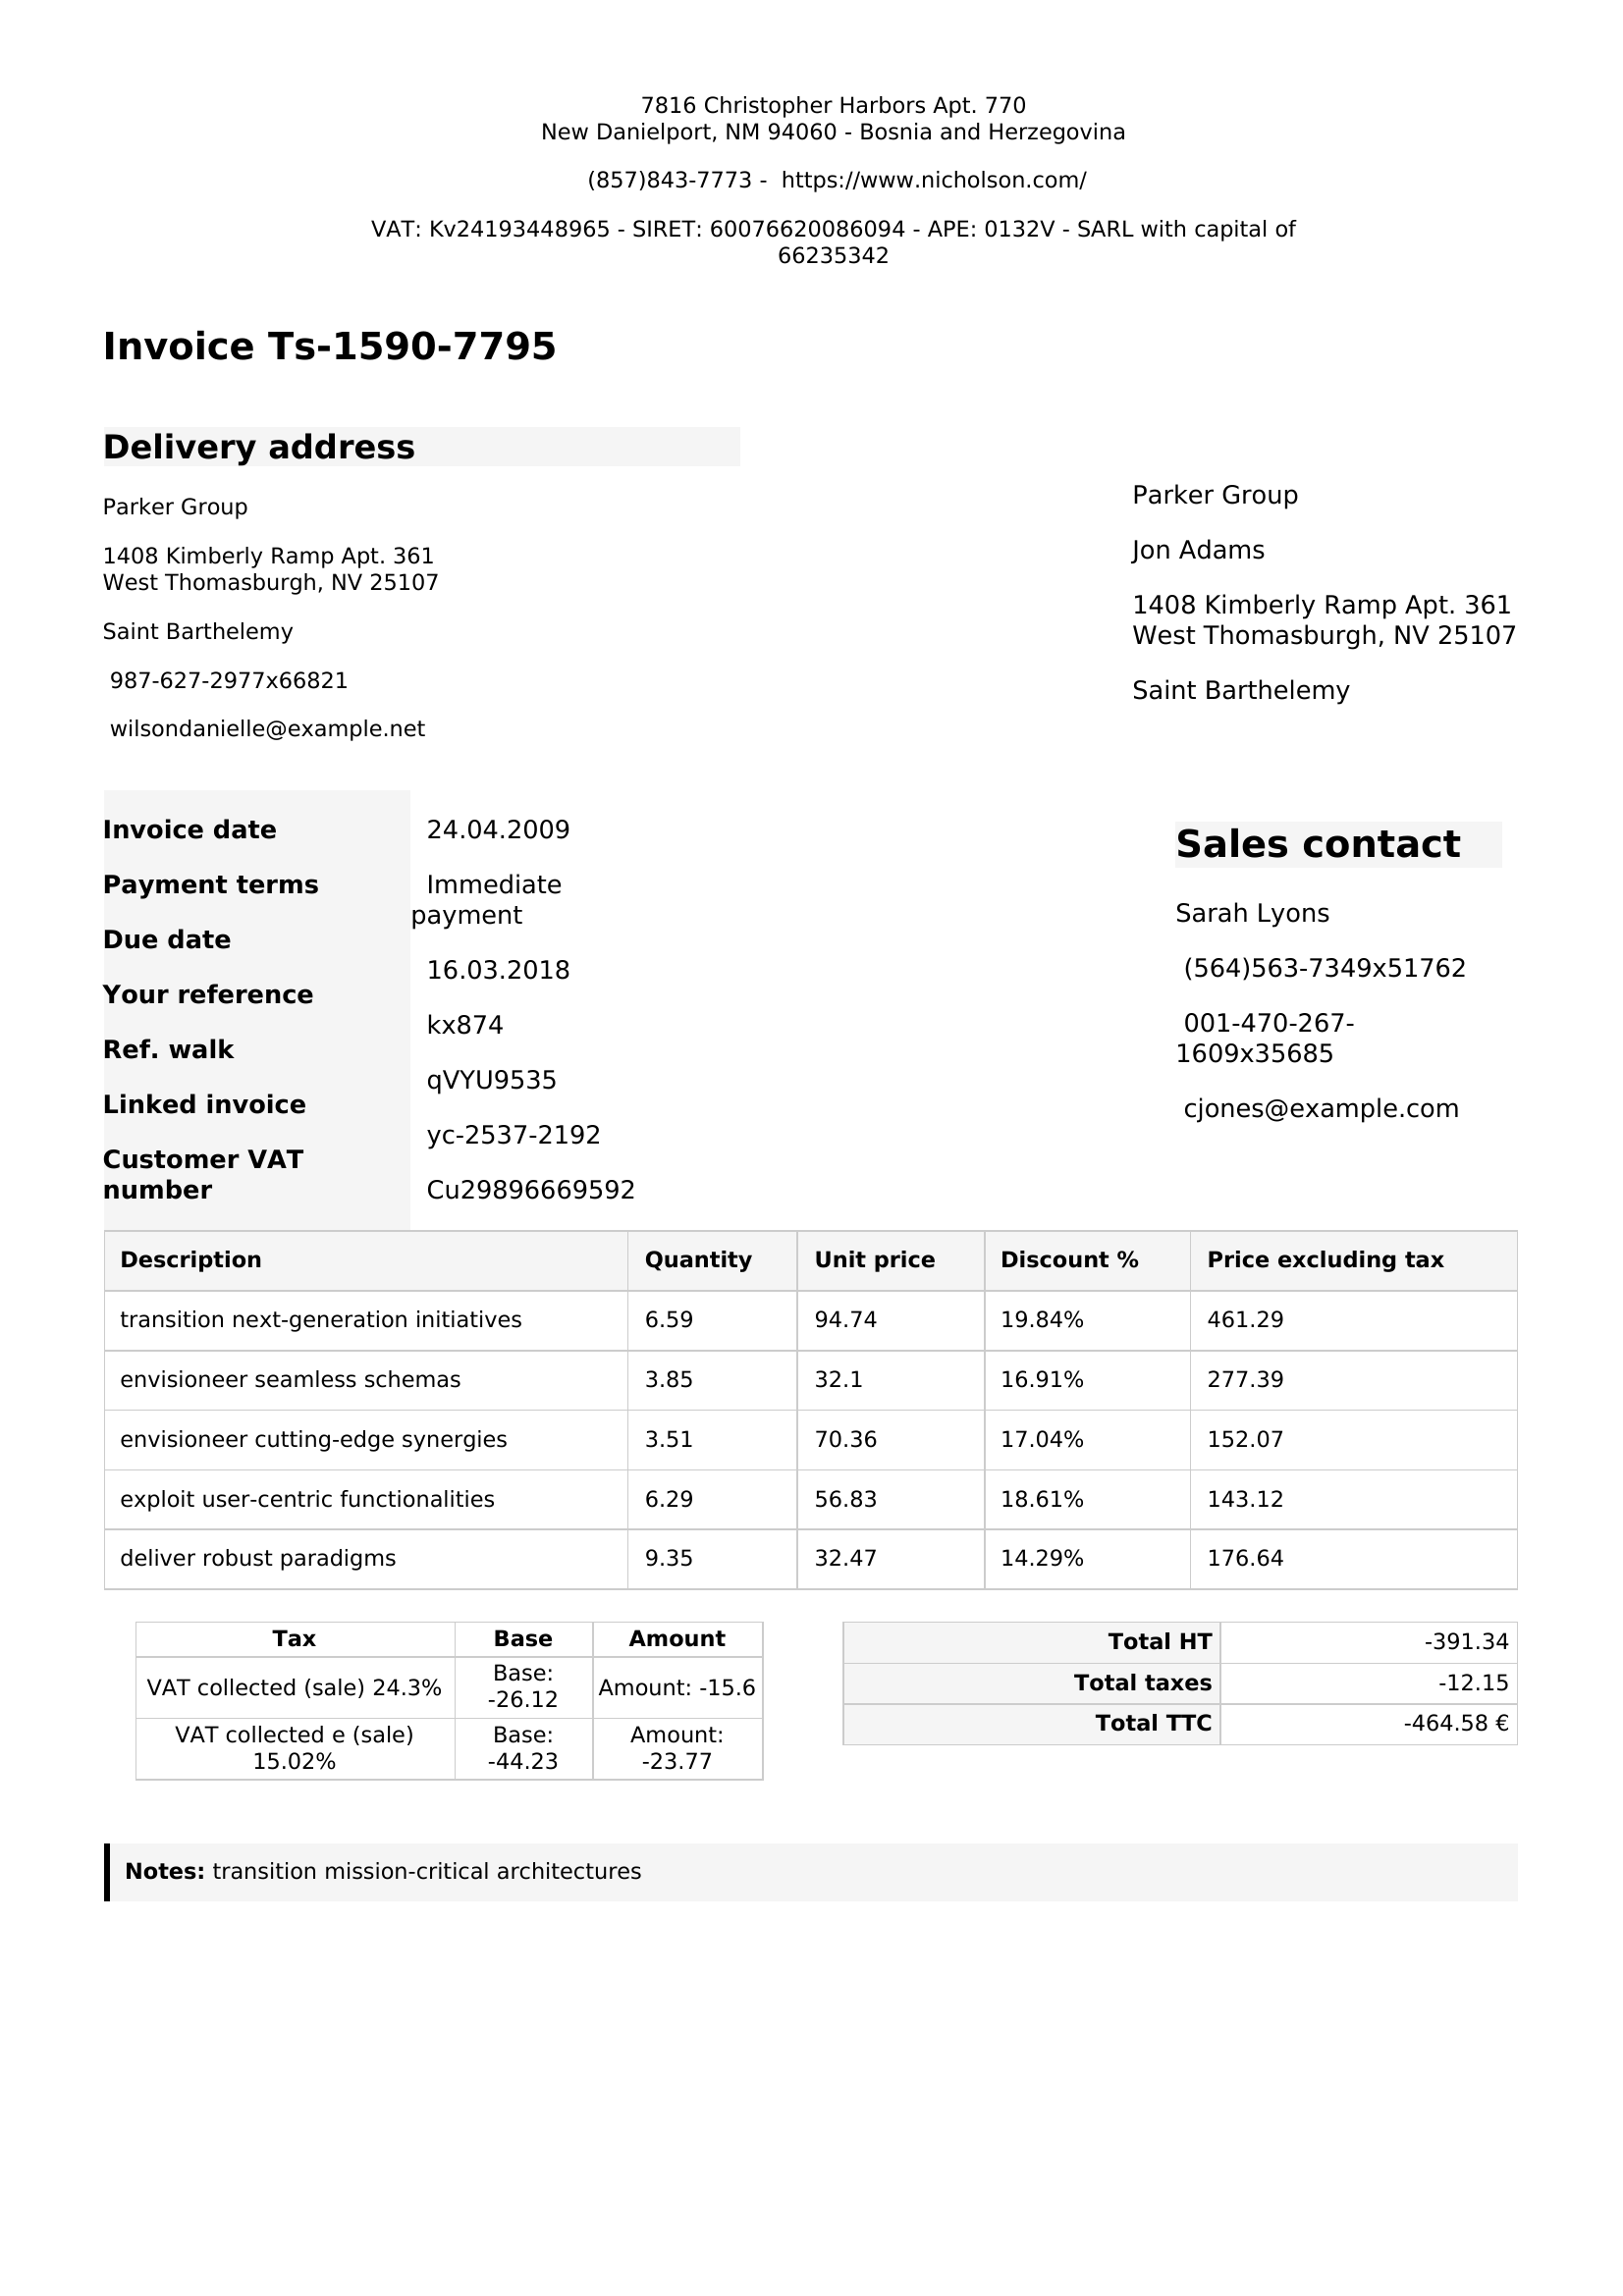 7816 Christopher Harbors Apt. 770
New Danielport, NM 94060 - Bosnia and Herzegovina
(857)843-7773 - https://www.nicholson.com/
VAT: Kv24193448965 - SIRET: 60076620086094 - APE: 0132V - SARL with capital of
66235342
Invoice Ts-1590-7795
Delivery address
Parker Group
1408 Kimberly Ramp Apt. 361
West Thomasburgh, NV 25107
Saint Barthelemy
987-627-2977x66821
wilsondanielle@example.net
Parker Group
Jon Adams
1408 Kimberly Ramp Apt. 361
West Thomasburgh, NV 25107
Saint Barthelemy
Invoice date
Payment terms
Due date
Your reference
Ref. walk
Linked invoice
Customer VAT
number
24.04.2009
Immediate
payment
16.03.2018
kx874
qVYU9535
yc-2537-2192
Cu29896669592
Sales contact
Sarah Lyons
(564)563-7349x51762
001-470-267-
1609x35685
cjones@example.com
Description Quantity Unit price Discount % Price excluding tax
transition next-generation initiatives 6.59 94.74 19.84% 461.29
envisioneer seamless schemas 3.85 32.1 16.91% 277.39
envisioneer cutting-edge synergies 3.51 70.36 17.04% 152.07
exploit user-centric functionalities 6.29 56.83 18.61% 143.12
deliver robust paradigms 9.35 32.47 14.29% 176.64
Tax Base Amount
VAT collected (sale) 24.3% Base: -26.12 Amount: -15.6
VAT collected e (sale) 15.02% Base: -44.23 Amount: -23.77
Total HT -391.34
Total taxes -12.15
Total TTC -464.58 €
Notes: transition mission-critical architectures